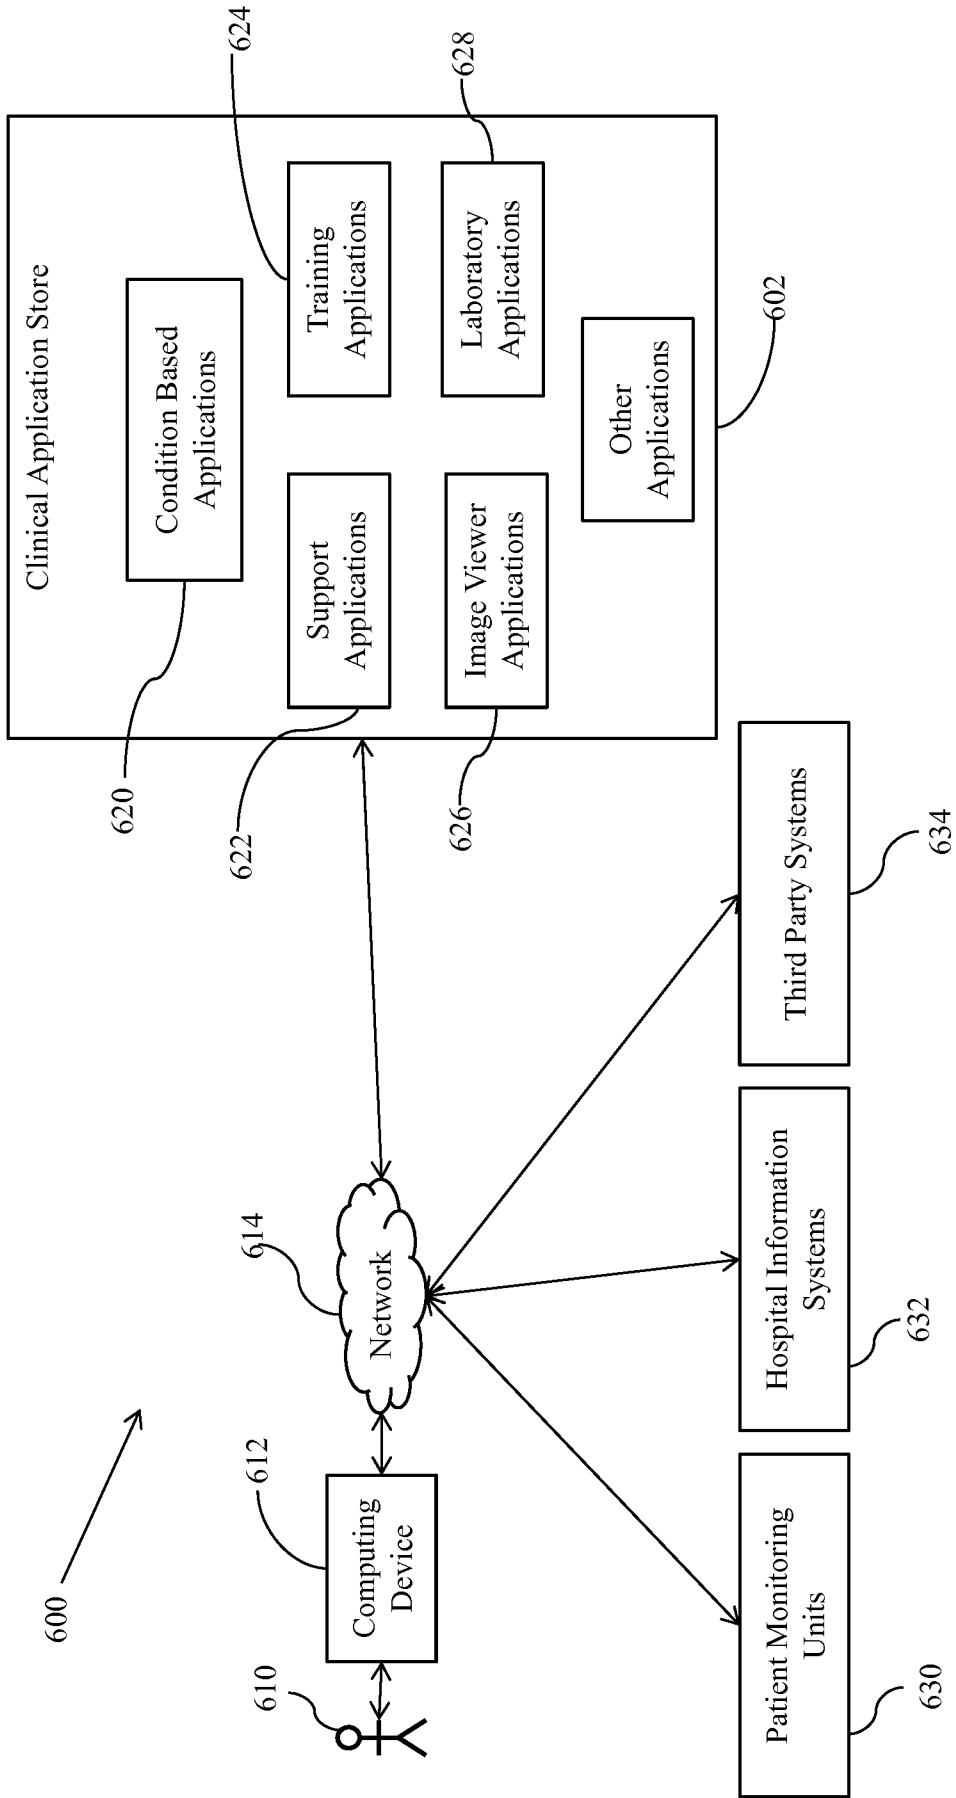 600
610
612
Computing
Device
614
Network
Clinical Application Store
620
Condition Based
Applications
622
Support
Applications
624
Training
Applications
626
Image Viewer
Applications
628
Laboratory
Applications
Other
Applications
602
Patient Monitoring
Units
630
Hospital Information
Systems
632
Third Party Systems
634